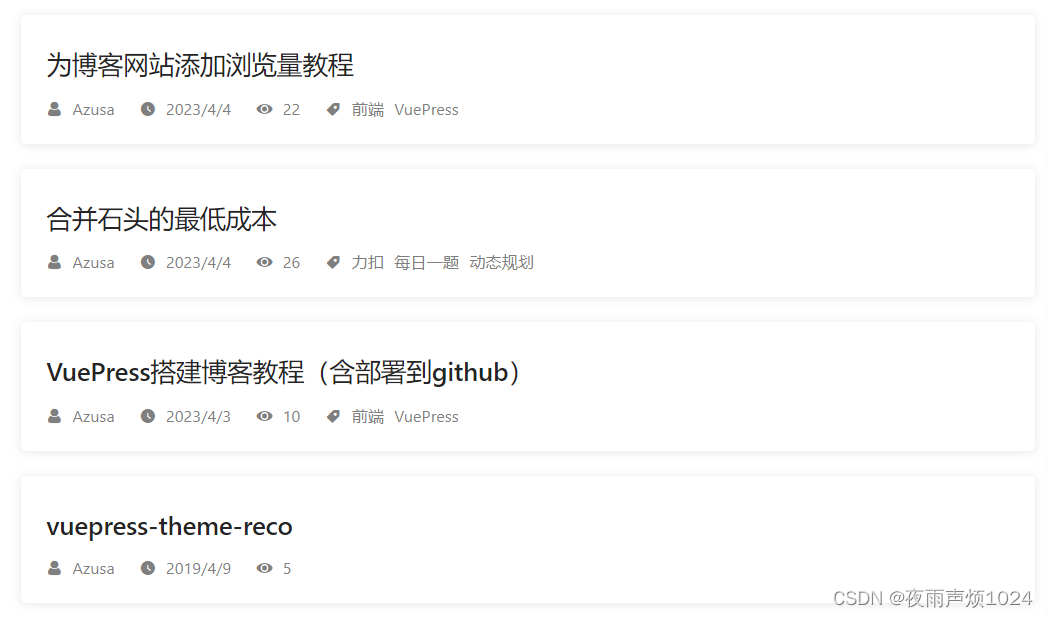 为博客网站添加浏览量教程
Azusa 2023/4/4 22 前端 VuePress
合并石头的最低成本
Azusa 2023/4/4 26 力扣 每日一题 动态规划
VuePress搭建博客教程（含部署到github）
Azusa 2023/4/3 10 前端 VuePress
vuepress-theme-reco
Azusa 2019/4/9 5
CSDN @夜雨声烦1024